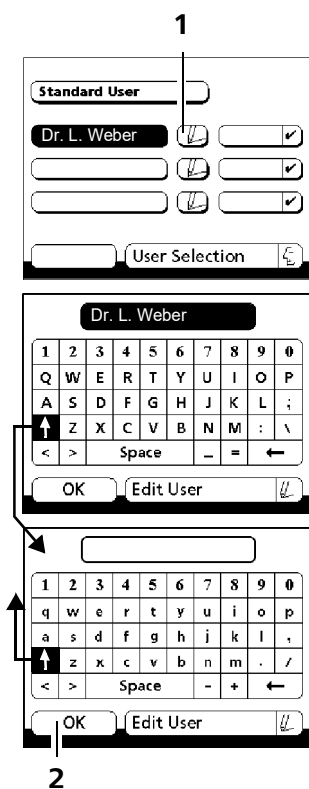 1
Standard User
Dr. L. Weber
✔
✔
✔
User Selection
Dr. L. Weber
1 2 3 4 5 6 7 8 9 0
Q W E R T Y U I O P
A S D F G H J K L ;
↑ Z X C V B N M : \
< > Space _ = ←
OK Edit User
1 2 3 4 5 6 7 8 9 0
q w e r t y u i o p
a s d f g h j k l ,
↑ z x c v b n m . /
< > Space - + ←
OK Edit User
2